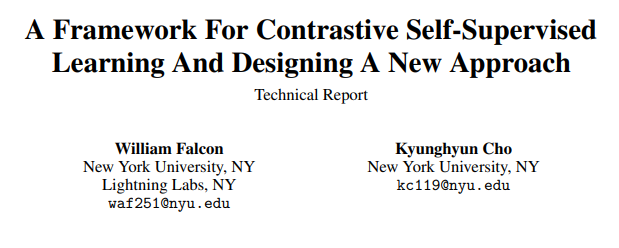 A Framework For Contrastive Self-Supervised
Learning And Designing A New Approach
Technical Report
William Falcon
New York University, NY
Lightning Labs, NY
waf251@nyu.edu
Kyunghyun Cho
New York University, NY
kc119@nyu.edu